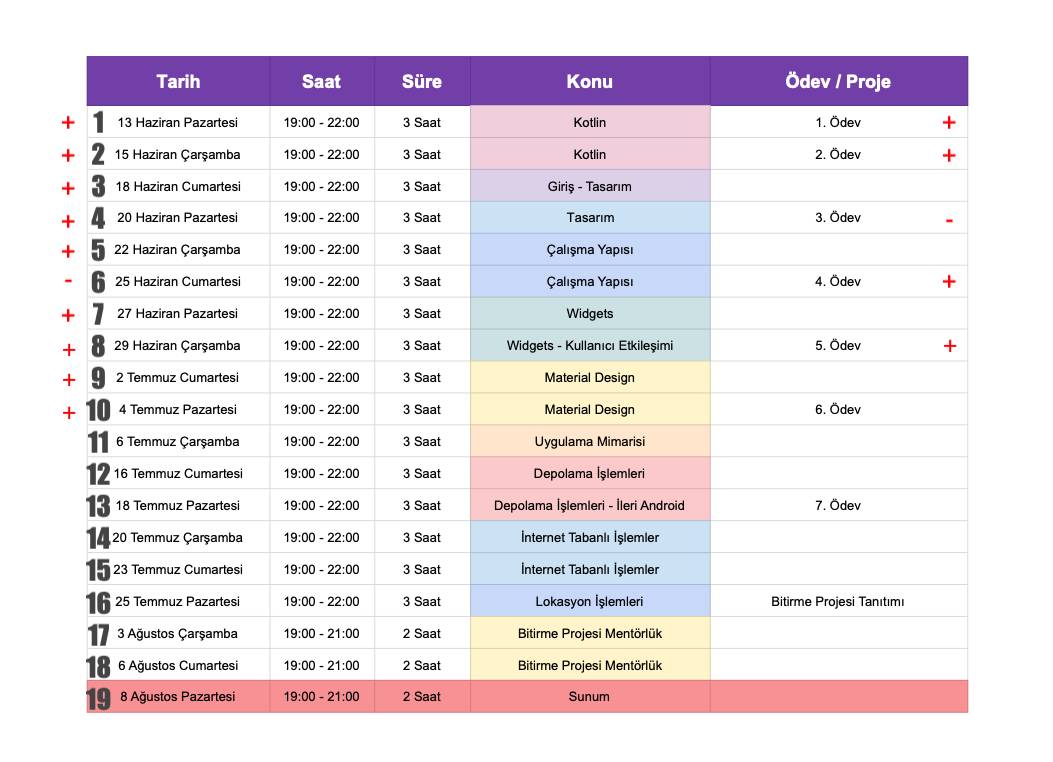 Tarih Saat Süre Konu Ödev / Proje
+ 1 13 Haziran Pazartesi 19:00 - 22:00 3 Saat Kotlin 1. Ödev +
+ 2 15 Haziran Çarşamba 19:00 - 22:00 3 Saat Kotlin 2. Ödev +
+ 3 18 Haziran Cumartesi 19:00 - 22:00 3 Saat Giriş - Tasarım
+ 4 20 Haziran Pazartesi 19:00 - 22:00 3 Saat Tasarım 3. Ödev -
+ 5 22 Haziran Çarşamba 19:00 - 22:00 3 Saat Çalışma Yapısı
- 6 25 Haziran Cumartesi 19:00 - 22:00 3 Saat Çalışma Yapısı 4. Ödev +
+ 7 27 Haziran Pazartesi 19:00 - 22:00 3 Saat Widgets
+ 8 29 Haziran Çarşamba 19:00 - 22:00 3 Saat Widgets - Kullanıcı Etkileşimi 5. Ödev +
+ 9 2 Temmuz Cumartesi 19:00 - 22:00 3 Saat Material Design
+ 10 4 Temmuz Pazartesi 19:00 - 22:00 3 Saat Material Design 6. Ödev
11 6 Temmuz Çarşamba 19:00 - 22:00 3 Saat Uygulama Mimarisi
12 16 Temmuz Cumartesi 19:00 - 22:00 3 Saat Depolama İşlemleri
13 18 Temmuz Pazartesi 19:00 - 22:00 3 Saat Depolama İşlemleri - İleri Android 7. Ödev
14 20 Temmuz Çarşamba 19:00 - 22:00 3 Saat İnternet Tabanlı İşlemler
15 23 Temmuz Cumartesi 19:00 - 22:00 3 Saat İnternet Tabanlı İşlemler
16 25 Temmuz Pazartesi 19:00 - 22:00 3 Saat Lokasyon İşlemleri Bitirme Projesi Tanıtımı
17 3 Ağustos Çarşamba 19:00 - 21:00 2 Saat Bitirme Projesi Mentörlük
18 6 Ağustos Cumartesi 19:00 - 21:00 2 Saat Bitirme Projesi Mentörlük
19 8 Ağustos Pazartesi 19:00 - 21:00 2 Saat Sunum